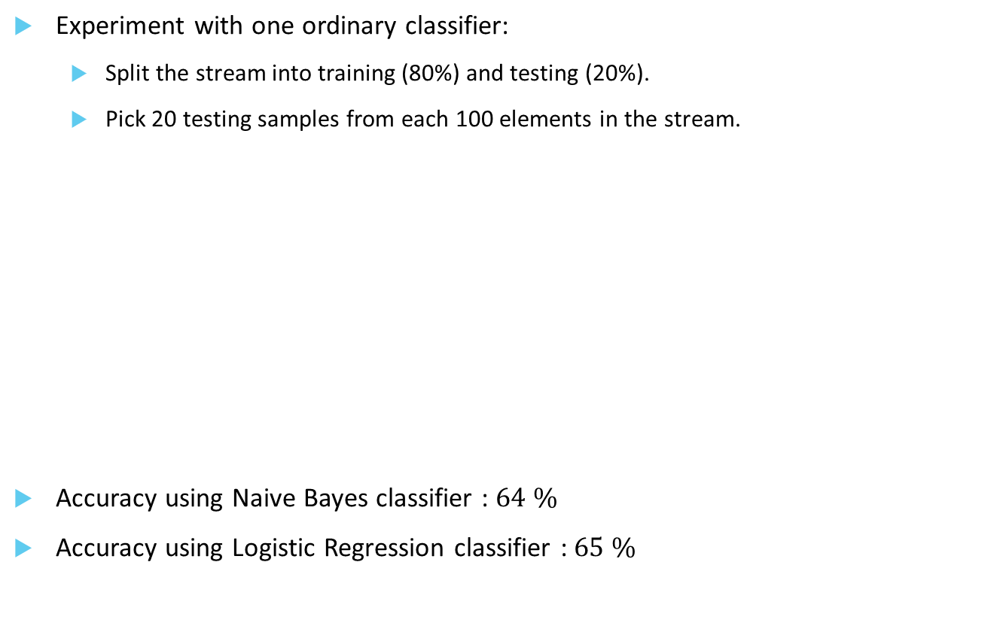 Experiment with one ordinary classifier:
Split the stream into training (80%) and testing (20%).
Pick 20 testing samples from each 100 elements in the stream.
Accuracy using Naive Bayes classifier : 64 %
Accuracy using Logistic Regression classifier : 65 %